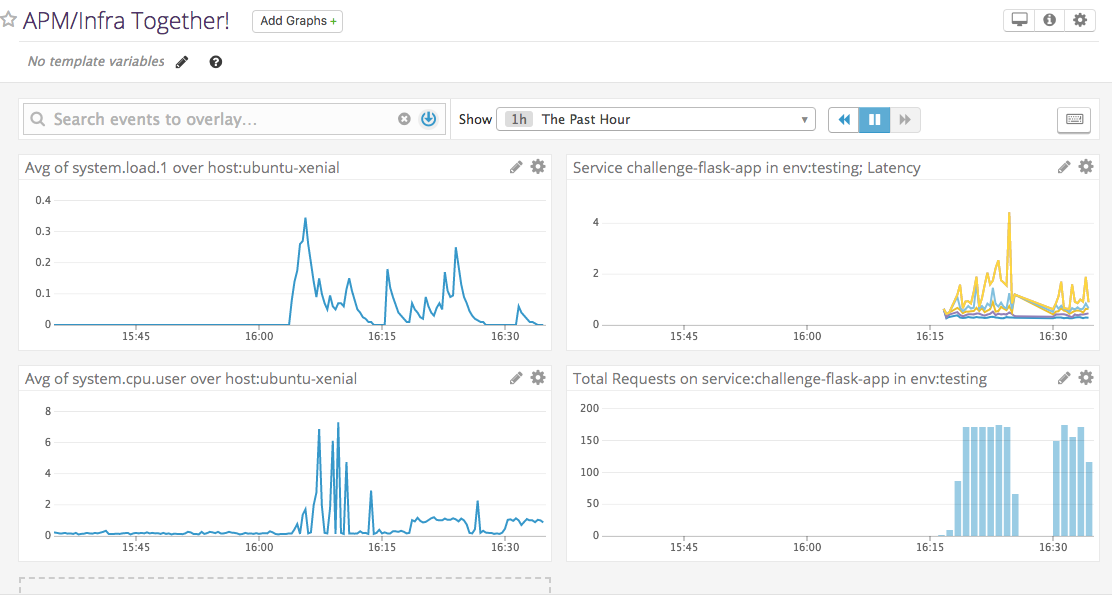 APM/Infra Together!
Add Graphs +
No template variables
Search events to overlay...
Show
1h The Past Hour
Avg of system.load.1 over host:ubuntu-xenial
0.4
0.3
0.2
0.1
0
15:45 16:00 16:15 16:30
Service challenge-flask-app in env:testing; Latency
4
2
0
15:45 16:00 16:15 16:30
Avg of system.cpu.user over host:ubuntu-xenial
8
6
4
2
0
15:45 16:00 16:15 16:30
Total Requests on service:challenge-flask-app in env:testing
200
150
100
50
0
15:45 16:00 16:15 16:30